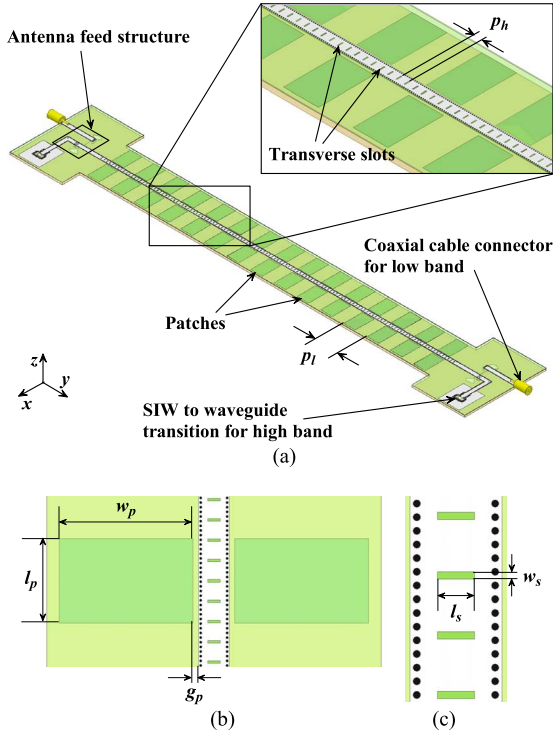 Antenna feed structure
p_h
Transverse slots
Coaxial cable connector
for low band
Patches
p_l
z
y
x
SIW to waveguide
transition for high band
(a)
w_p
l_p
g_p
w_s
l_s
(b)
(c)